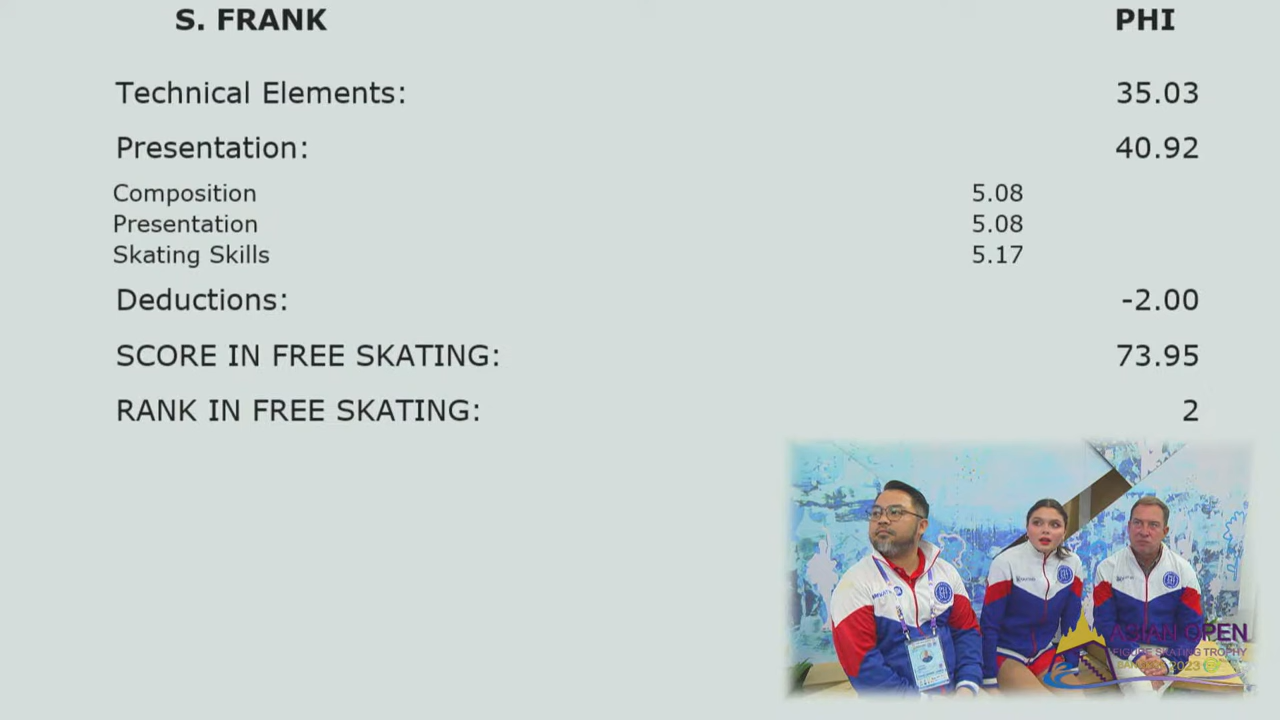 S. FRANK PHI
Technical Elements: 35.03
Presentation: 40.92
Composition 5.08
Presentation 5.08
Skating Skills 5.17
Deductions: -2.00
SCORE IN FREE SKATING: 73.95
RANK IN FREE SKATING: 2
ASIAN OPEN
FIGURE SKATING TROPHY
2023